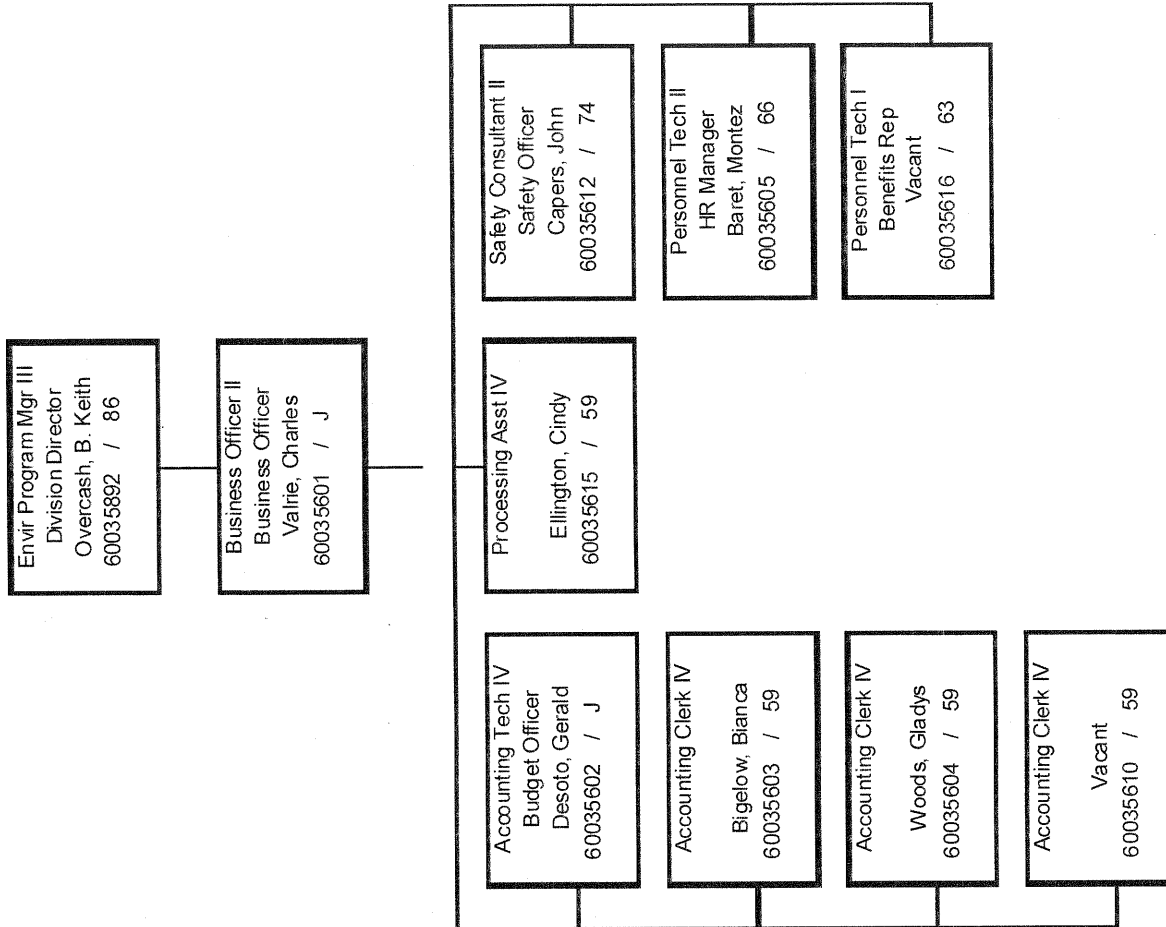 Envir Program Mgr III
Division Director
Overcash, B. Keith
60035892 / 86
Business Officer II
Business Officer
Valrie, Charles
60035601 / J
Accounting Tech IV
Budget Officer
Desoto, Gerald
60035602 / J
Accounting Clerk IV
Bigelow, Bianca
60035603 / 59
Accounting Clerk IV
Woods, Gladys
60035604 / 59
Accounting Clerk IV
Vacant
60035610 / 59
Processing Asst IV
Ellington, Cindy
60035615 / 59
Safety Consultant II
Safety Officer
Capers, John
60035612 / 74
Personnel Tech II
HR Manager
Baret, Montez
60035605 / 66
Personnel Tech I
Benefits Rep
Vacant
60035616 / 63